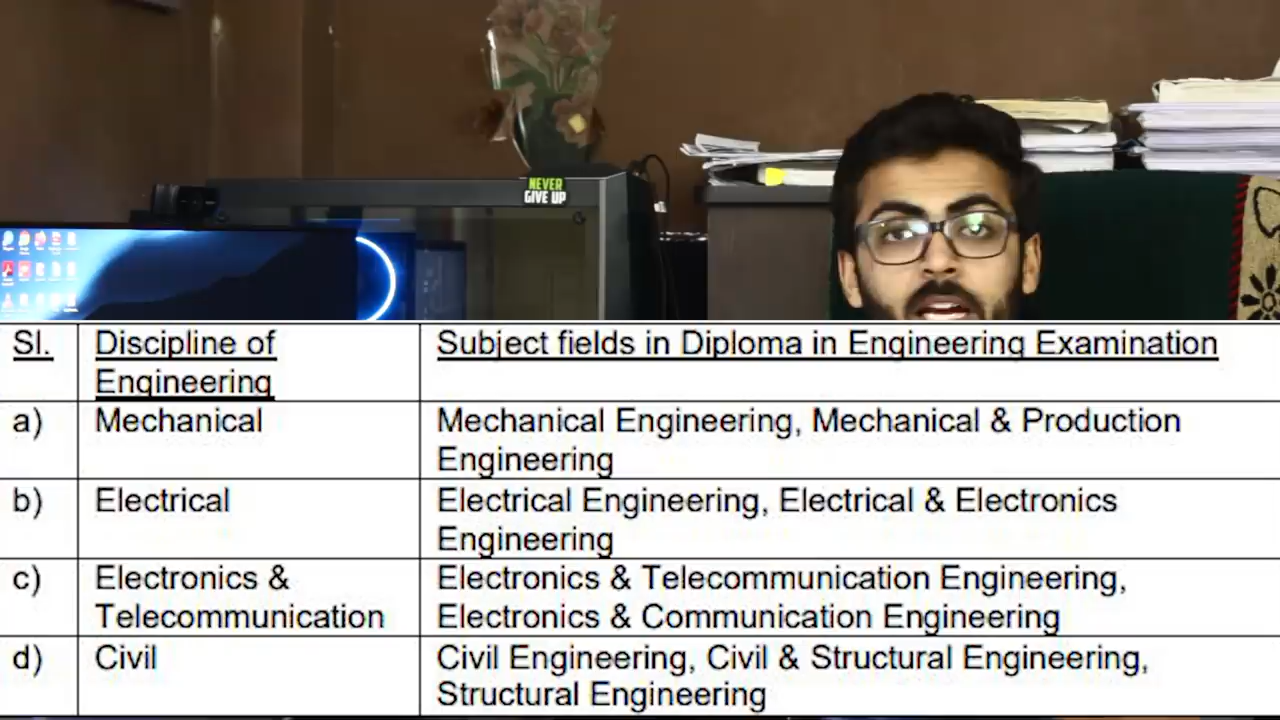 NEVER
GIVE UP
Sl.
Discipline of
Engineering
Subject fields in Diploma in Engineering Examination
a)
Mechanical
Mechanical Engineering, Mechanical & Production
Engineering
b)
Electrical
Electrical Engineering, Electrical & Electronics
Engineering
c)
Electronics &
Telecommunication
Electronics & Telecommunication Engineering,
Electronics & Communication Engineering
d)
Civil
Civil Engineering, Civil & Structural Engineering,
Structural Engineering